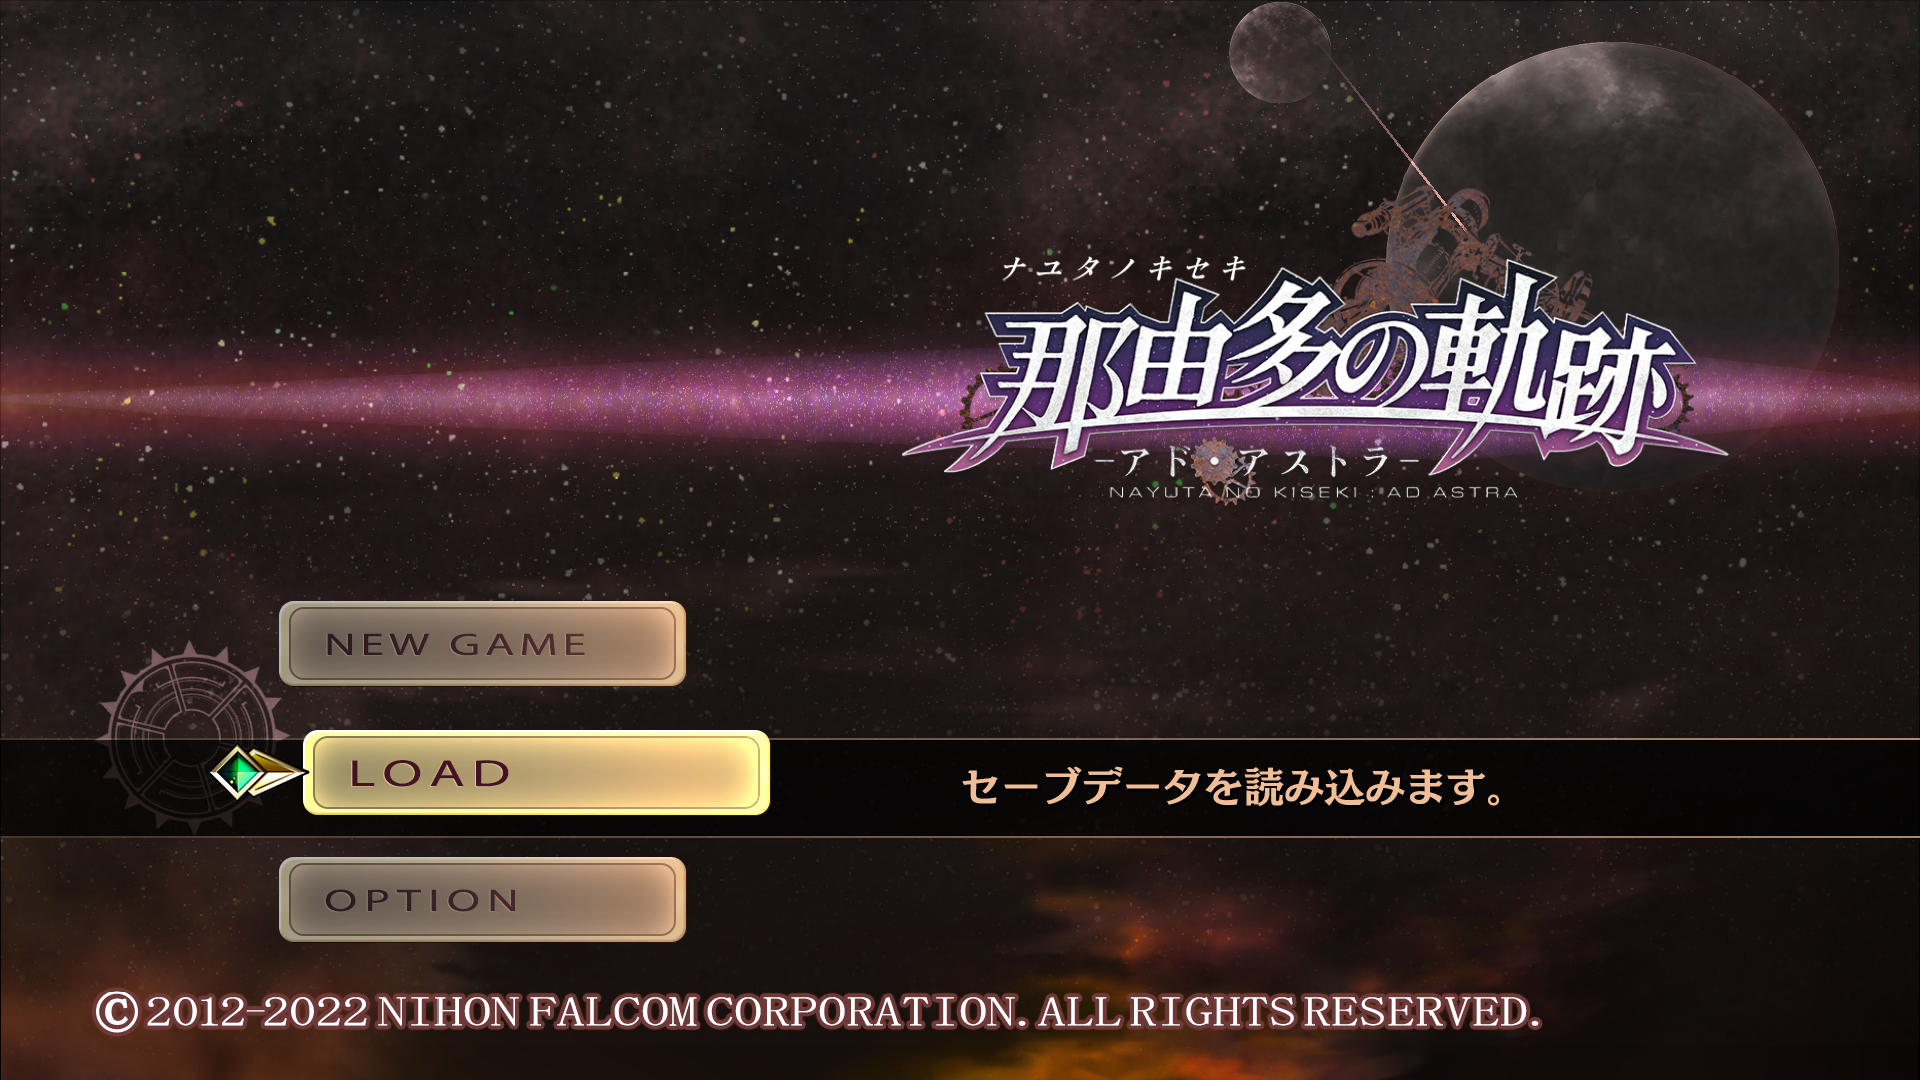 ナユタノキセキ
那由多の軌跡
－アド・アストラ－
NAYUTA NO KISEKI : AD ASTRA
NEW GAME
LOAD
セーブデータを読み込みます。
OPTION
© 2012-2022 NIHON FALCOM CORPORATION. ALL RIGHTS RESERVED.